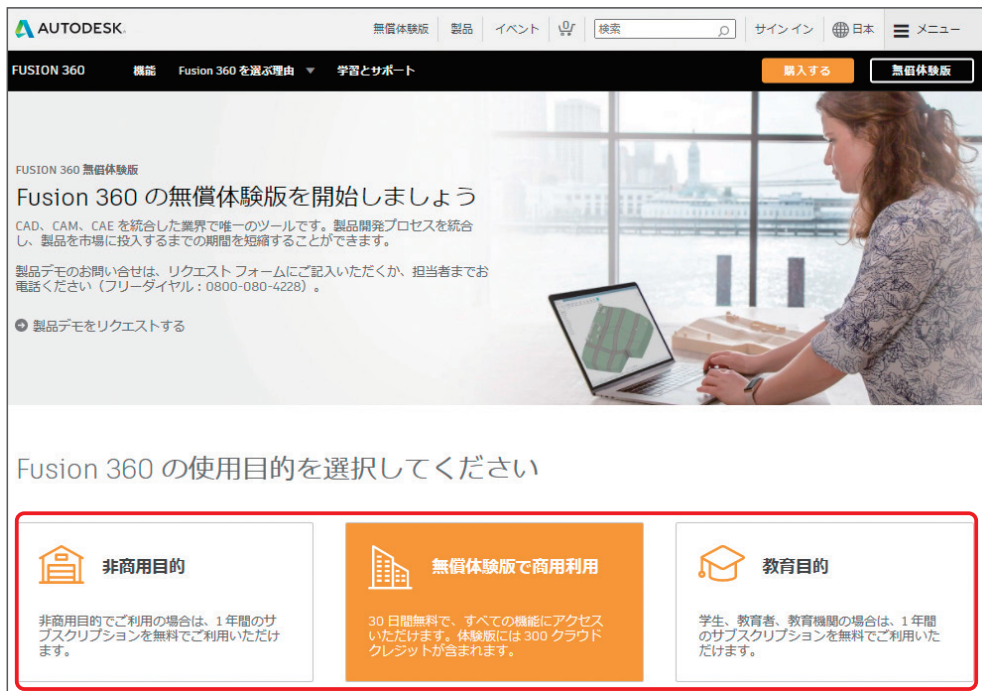 AUTODESK.
無償体験版 製品 イベント 検索 サインイン 日本 メニュー
FUSION 360 機能 Fusion 360 を選ぶ理由 学習とサポート 購入する 無償体験版
FUSION 360 無償体験版
Fusion 360 の無償体験版を開始しましょう
CAD、CAM、CAE を統合した業界で唯一のツールです。製品開発プロセスを統合
し、製品を市場に投入するまでの期間を短縮することができます。
製品デモのお問い合せは、リクエスト フォームにご記入いただくか、担当者までお
電話ください（フリーダイヤル：0800-080-4228）。
製品デモをリクエストする
Fusion 360 の使用目的を選択してください
非商用目的
非商用目的でご利用の場合は、1 年間のサ
ブスクリプションを無料でご利用いただけ
ます。
無償体験版で商用利用
30 日間無料で、すべての機能にアクセス
いただけます。体験版には 300 クラウド
クレジットが含まれます。
教育目的
学生、教育者、教育機関の場合は、1 年間
のサブスクリプションを無料でご利用いた
だけます。